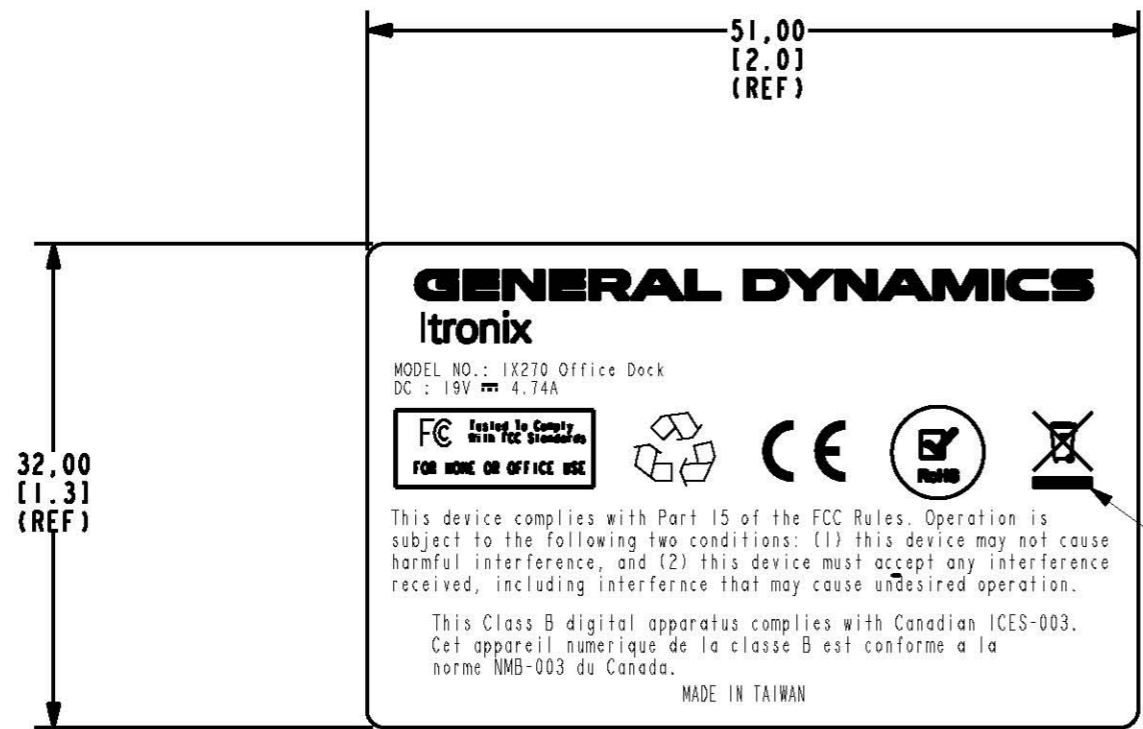 51,00
[2.0]
(REF)
32,00
[1.3]
(REF)
GENERAL DYNAMICS
Itronix
MODEL NO.: IX270 Office Dock
DC : 19V ⎓ 4.74A
FC Tested To Comply
With FCC Standards
FOR HOME OR OFFICE USE
CE
RoHS
This device complies with Part 15 of the FCC Rules. Operation is
subject to the following two conditions: (1) this device may not cause
harmful interference, and (2) this device must accept any interference
received, including interfernce that may cause undesired operation.
This Class B digital apparatus complies with Canadian ICES-003.
Cet appareil numerique de la classe B est conforme a la
norme NMB-003 du Canada.
MADE IN TAIWAN